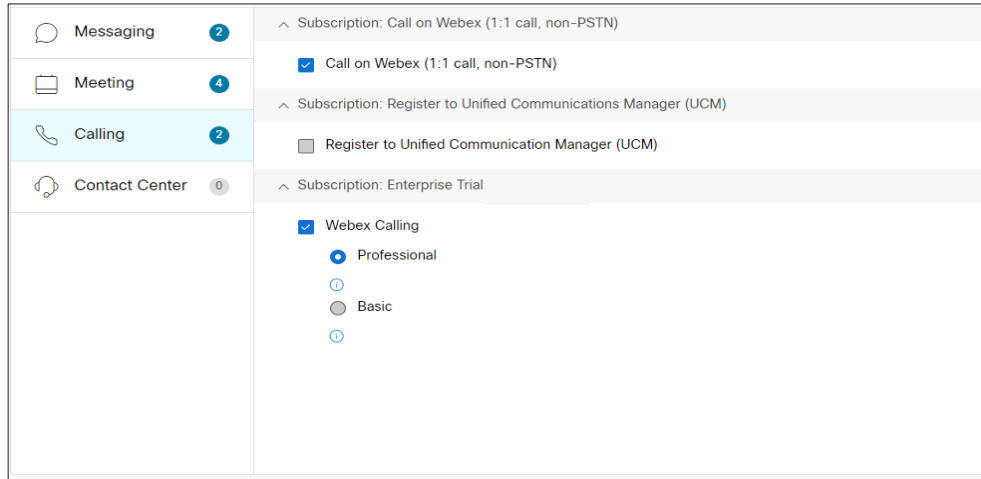 Messaging 2
Meeting 4
Calling 2
Contact Center 0
Subscription: Call on Webex (1:1 call, non-PSTN)
Call on Webex (1:1 call, non-PSTN)
Subscription: Register to Unified Communications Manager (UCM)
Register to Unified Communication Manager (UCM)
Subscription: Enterprise Trial
Webex Calling
Professional
Basic